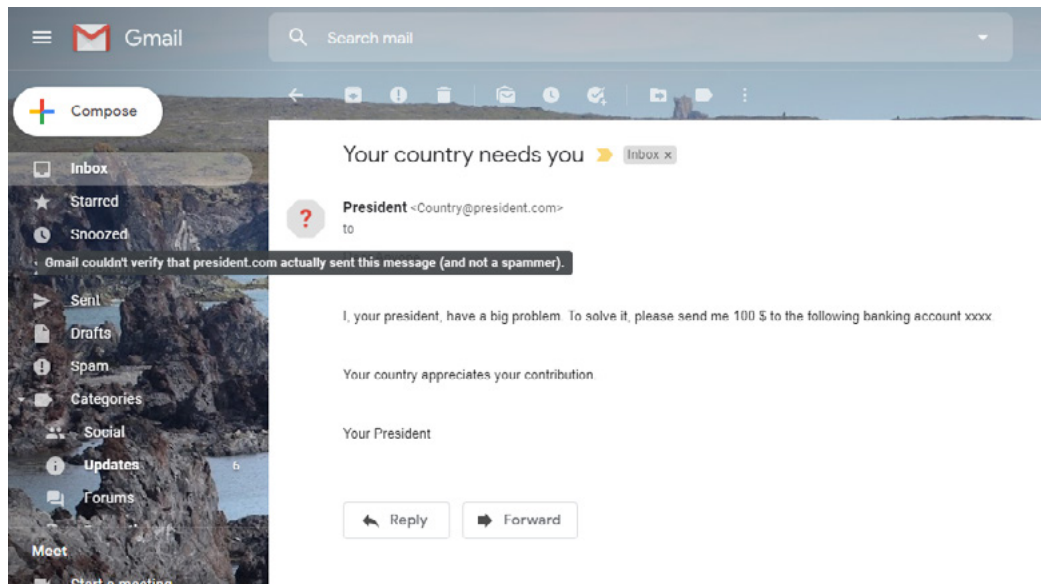 Gmail
Search mail
Compose
Your country needs you
Inbox x
Inbox
Starred
President <Country@president.com>
to
Snoozed
Gmail couldn't verify that president.com actually sent this message (and not a spammer).
Sent
I, your president, have a big problem. To solve it, please send me 100 $ to the following banking account xxxx.
Drafts
Spam
Your country appreciates your contribution
Categories
Social
Your President
Updates 6
Forums
Reply
Forward
Meet
Start a meeting